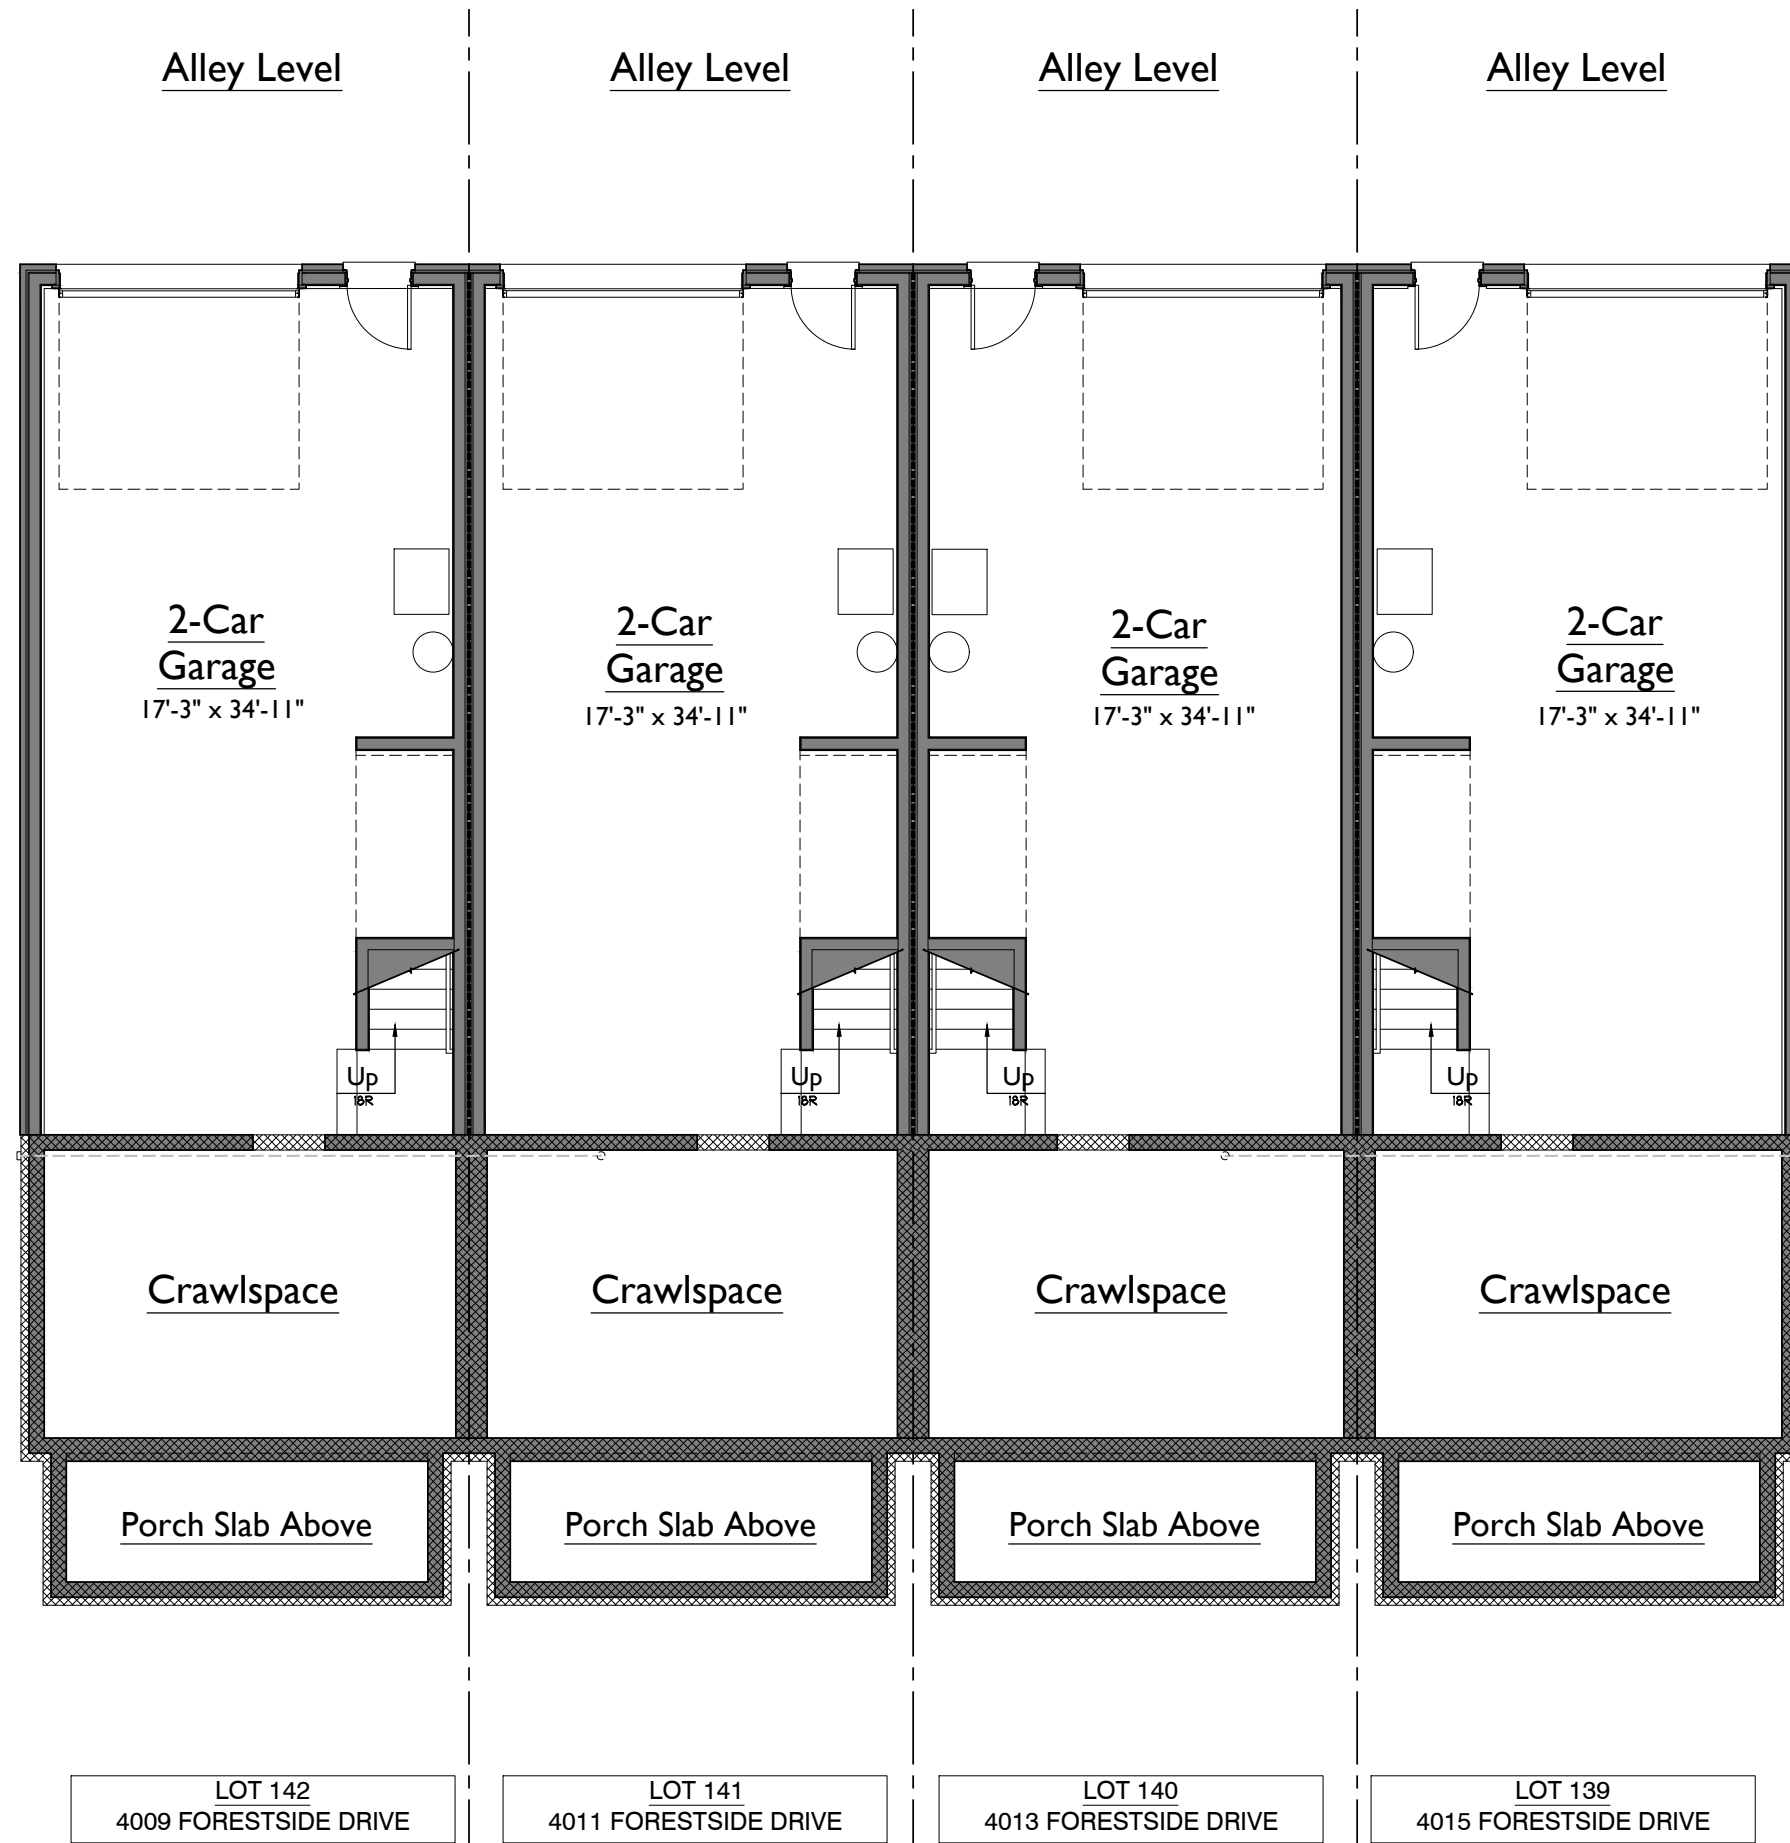 Alley Level
Alley Level
Alley Level
Alley Level
2-Car
Garage
17'-3" x 34'-11"
2-Car
Garage
17'-3" x 34'-11"
2-Car
Garage
17'-3" x 34'-11"
2-Car
Garage
17'-3" x 34'-11"
Up
18R
Up
18R
Up
18R
Up
18R
Crawlspace
Crawlspace
Crawlspace
Crawlspace
Porch Slab Above
Porch Slab Above
Porch Slab Above
Porch Slab Above
LOT 142
4009 FORESTSIDE DRIVE
LOT 141
4011 FORESTSIDE DRIVE
LOT 140
4013 FORESTSIDE DRIVE
LOT 139
4015 FORESTSIDE DRIVE